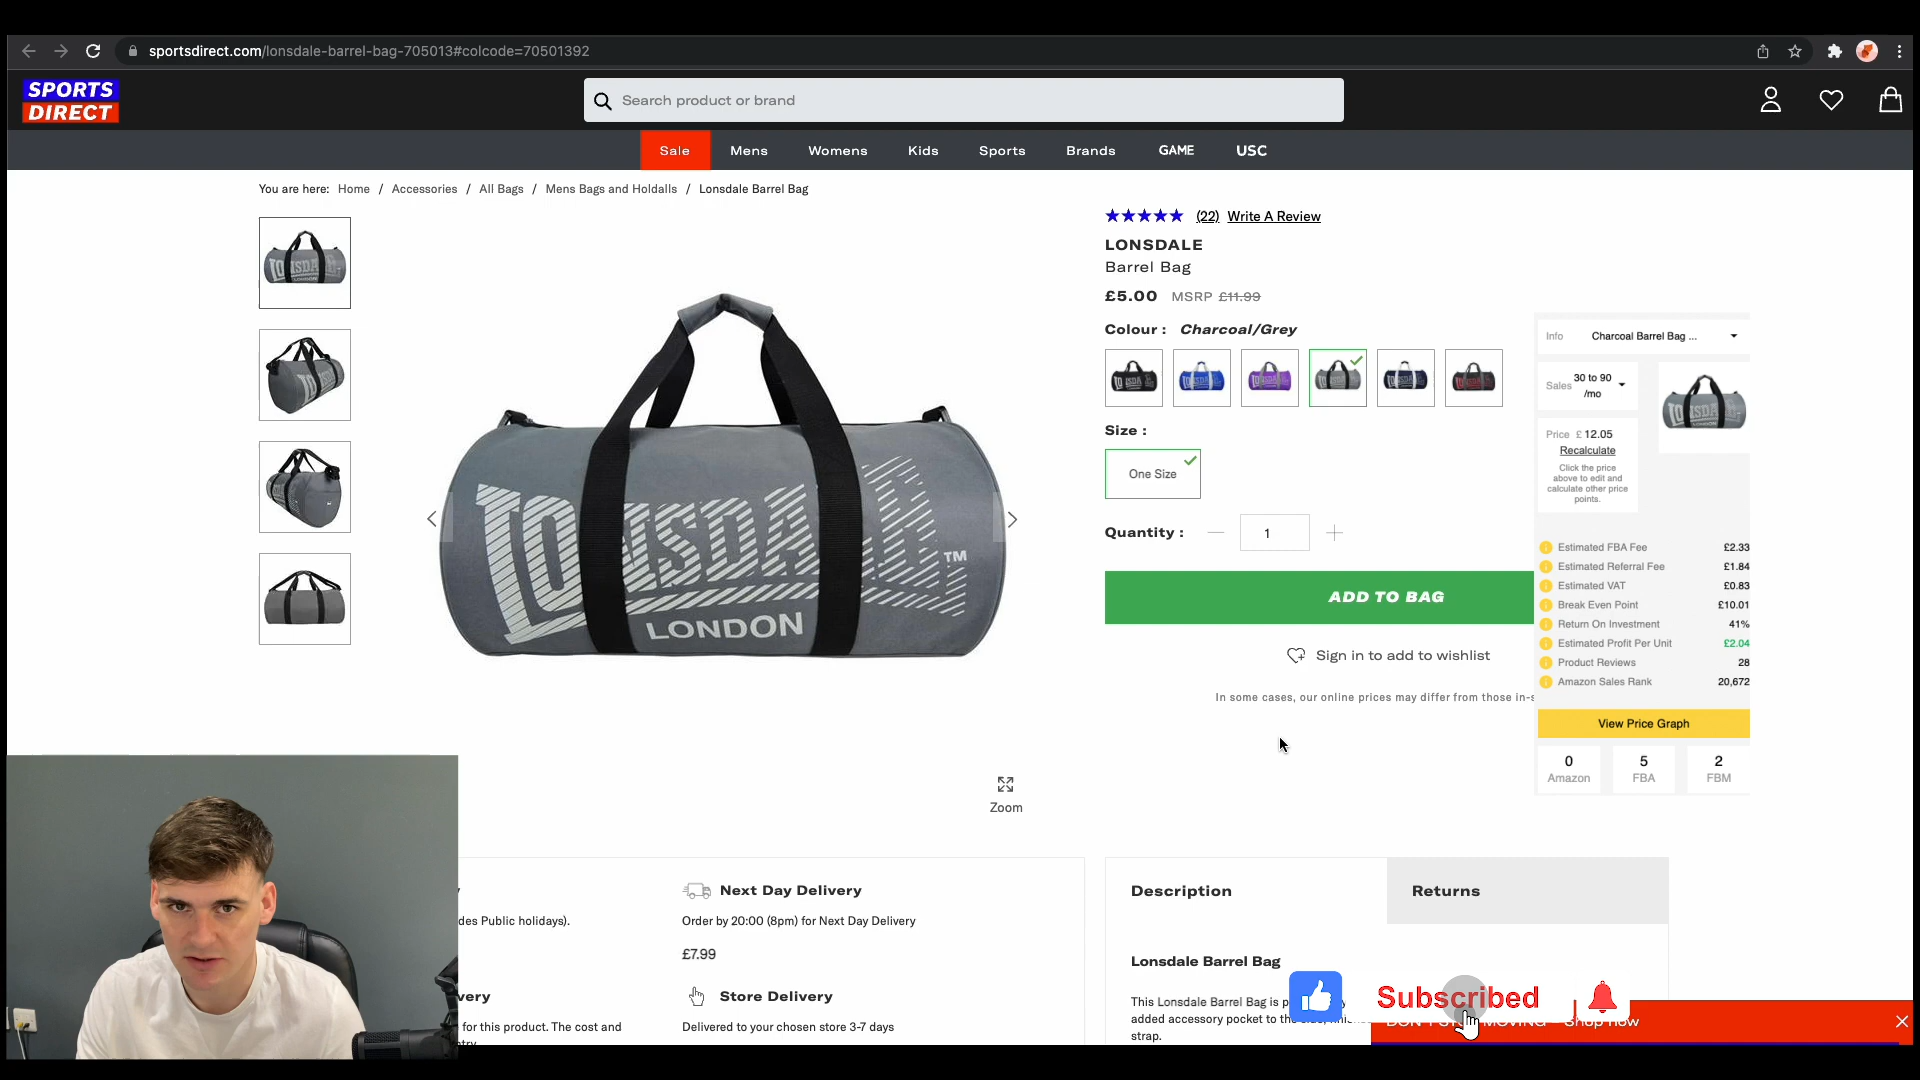 sportsdirect.com/lonsdale-barrel-bag-705013#colcode=70501392
SPORTS
DIRECT
Search product or brand
Sale Mens Womens Kids Sports Brands GAME USC
You are here: Home / Accessories / All Bags / Mens Bags and Holdalls / Lonsdale Barrel Bag
(22) Write A Review
LONSDALE
Barrel Bag
£5.00 MSRP £11.99
Colour : Charcoal/Grey
Size :
One Size
Quantity : 1
ADD TO BAG
Sign in to add to wishlist
In some cases, our online prices may differ from those in-s
LONSDALE
TM
LONDON
Zoom
Info Charcoal Barrel Bag ...
Sales 30 to 90
/mo
Price £ 12.05
Recalculate
Click the price
above to edit and
calculate other price
points.
Estimated FBA Fee £2.33
Estimated Referral Fee £1.84
Estimated VAT £0.83
Break Even Point £10.01
Return On Investment 41%
Estimated Profit Per Unit £2.04
Product Reviews 28
Amazon Sales Rank 20,672
View Price Graph
0 5 2
Amazon FBA FBM
des Public holidays).
Next Day Delivery
Order by 20:00 (8pm) for Next Day Delivery
£7.99
very
for this product. The cost and
ntry.
Store Delivery
Delivered to your chosen store 3-7 days
Description Returns
Lonsdale Barrel Bag
This Lonsdale Barrel Bag is p
added accessory pocket to the
strap.
Subscribed
MOVING Shop now